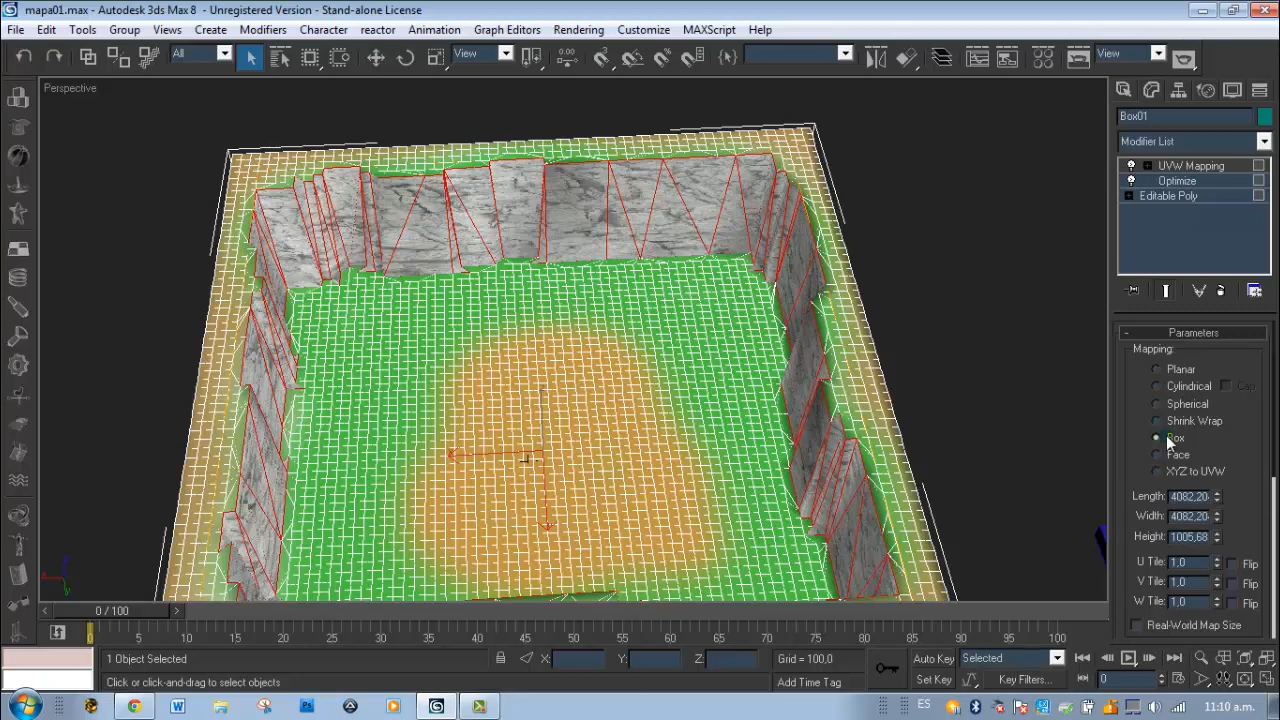 mapa01.max - Autodesk 3ds Max 8 - Unregistered Version - Stand-alone License
File Edit Tools Group Views Create Modifiers Character reactor Animation Graph Editors Rendering Customize MAXScript Help
All View View
Perspective
Box01
Modifier List
UVW Mapping
Optimize
Editable Poly
Parameters
Mapping:
Planar
Cylindrical Cap
Spherical
Shrink Wrap
Box
Face
XYZ to UVW
Length: 4082,20
Width: 4082,20
Height: 1005,68
U Tile: 1,0 Flip
V Tile: 1,0 Flip
W Tile: 1,0 Flip
Real-World Map Size
0 / 100
0 5 10 15 20 25 30 35 40 45 50 55 60 65 70 75 80 85 90 95 100
1 Object Selected X: Y: Z: Grid = 100,0 Auto Key Selected
Click or click-and-drag to select objects Add Time Tag Set Key Key Filters... 0
ES 11:10 a.m.